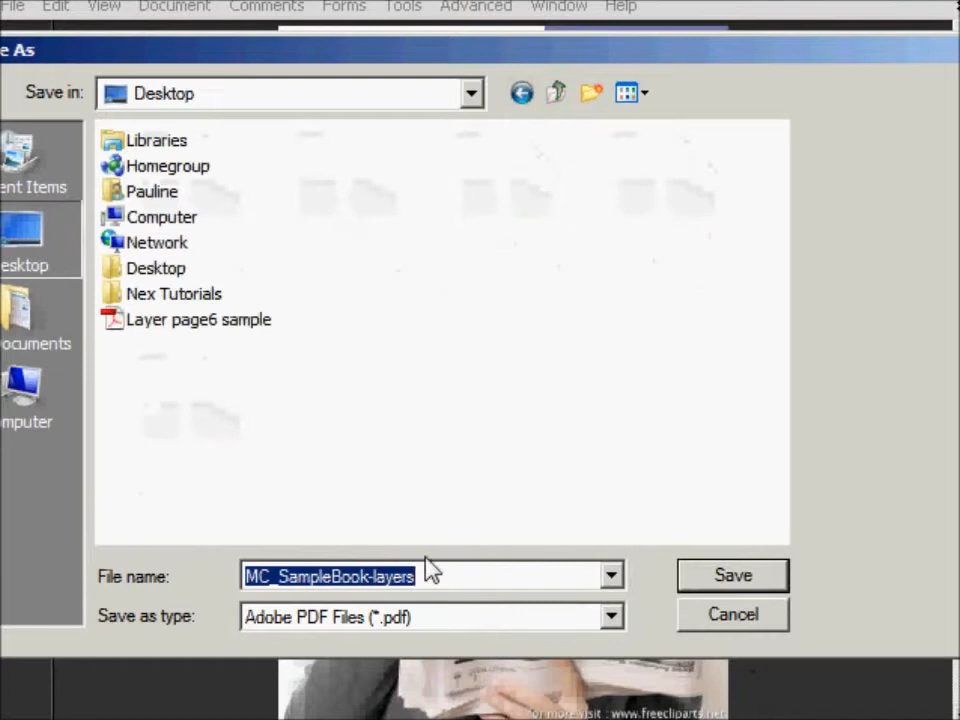 File Edit View Document Comments Forms Tools Advanced Window Help
e As
Save in: Desktop
Libraries
Homegroup
Pauline
Computer
Network
Desktop
Nex Tutorials
Layer page6 sample
ent Items
esktop
ocuments
mputer
File name: MC_SampleBook-layers Save
Save as type: Adobe PDF Files (*.pdf) Cancel
for more visit : www.freecliparts.net